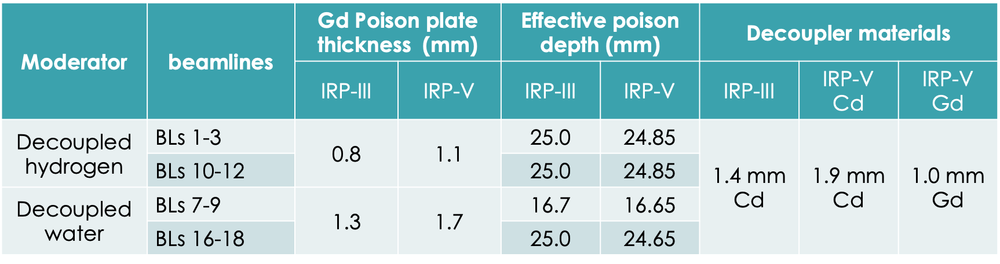 Moderator
beamlines
Gd Poison plate
thickness (mm)
Effective poison
depth (mm)
Decoupler materials
IRP-III
IRP-V
IRP-III
IRP-V
IRP-III
IRP-V
Cd
IRP-V
Gd
Decoupled
hydrogen
BLs 1-3
0.8
1.1
25.0
24.85
1.4 mm
Cd
1.9 mm
Cd
1.0 mm
Gd
BLs 10-12
25.0
24.85
Decoupled
water
BLs 7-9
1.3
1.7
16.7
16.65
BLs 16-18
25.0
24.65